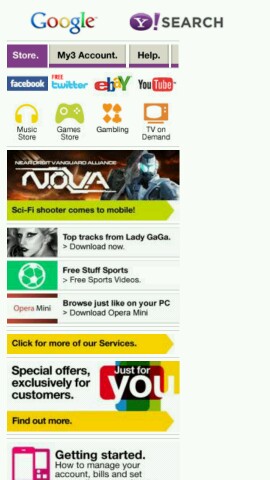 Google Y! SEARCH
Store. My3 Account. Help.
facebook FREE twitter ebY YouTube
Music Store
Games Store
Gambling
TV on Demand
NEAR ORBIT VANGUARD ALLIANCE
N.O.V.A
Sci-Fi shooter comes to mobile!
Top tracks from Lady GaGa.
> Download now.
Free Stuff Sports
> Free Sports Videos.
Opera Mini
Browse just like on your PC
> Download Opera Mini
Click for more of our Services.
Special offers,
exclusively for
customers.
Just for
you
Find out more.
Getting started.
How to manage your
account, bills and set